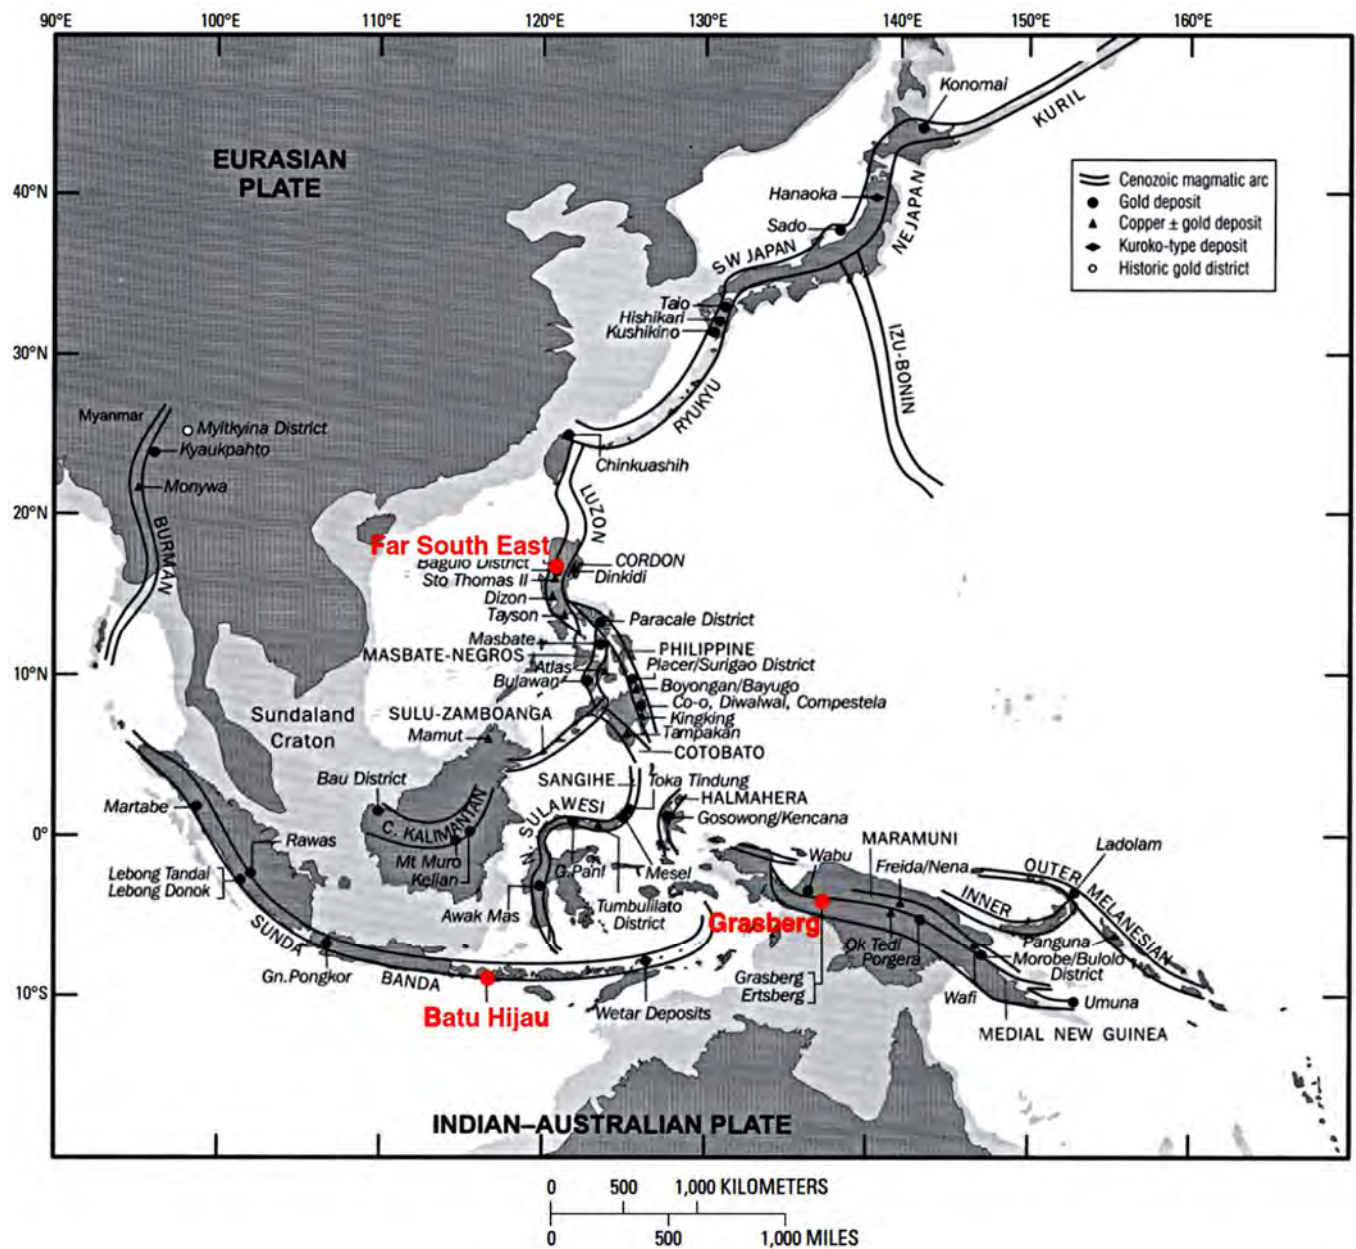 90°E 100°E 110°E 120°E 130°E 140°E 150°E 160°E
Konomai
KURIL
EURASIAN
PLATE
Cenozoic magmatic arc
Gold deposit
Copper ± gold deposit
Kuroko-type deposit
Historic gold district
40°N
Hanaoka
Sado
NE JAPAN
SW JAPAN
Taio
Hishikari
Kushikino
30°N
IZU-BONIN
RYUKYU
Myanmar
Myitkyina District
Kyaukpahto
Chinkuashih
Monywa
20°N
LUZON
BURMAN
Far South East
CORDON
Baguio District
Dinkidi
Sto Thomas II
Dizon
Tayson
Paracale District
Masbate
PHILIPPINE
MASBATE-NEGROS
Placer/Surigao District
Atlas
10°N
Bulawan
Boyongan/Bayugo
Co-o, Diwalwal, Compestela
Sundaland
Craton
SULU-ZAMBOANGA
Kingking
Mamut
Tampakan
COTOBATO
Bau District
SANGIHE
Toka Tindung
HALMAHERA
Martabe
C. KALIMANTAN
N. SULAWESI
Gosowong/Kencana
0°
Rawas
MARAMUNI
Ladolam
Mt Muro
Kelian
G.Pani
Mesel
Wabu
Freida/Nena
OUTER MELANESIAN
INNER
Lebong Tandai
Lebong Donok
Awak Mas
Tumbulilato
District
Grasberg
SUNDA
Ok Tedi
Porgera
Panguna
Morobe/Bulolo
District
Gn.Pongkor
BANDA
Grasberg
Ertsberg
10°S
Batu Hijau
Wetar Deposits
Wafi
Umuna
MEDIAL NEW GUINEA
INDIAN–AUSTRALIAN PLATE
0 500 1,000 KILOMETERS
0 500 1,000 MILES